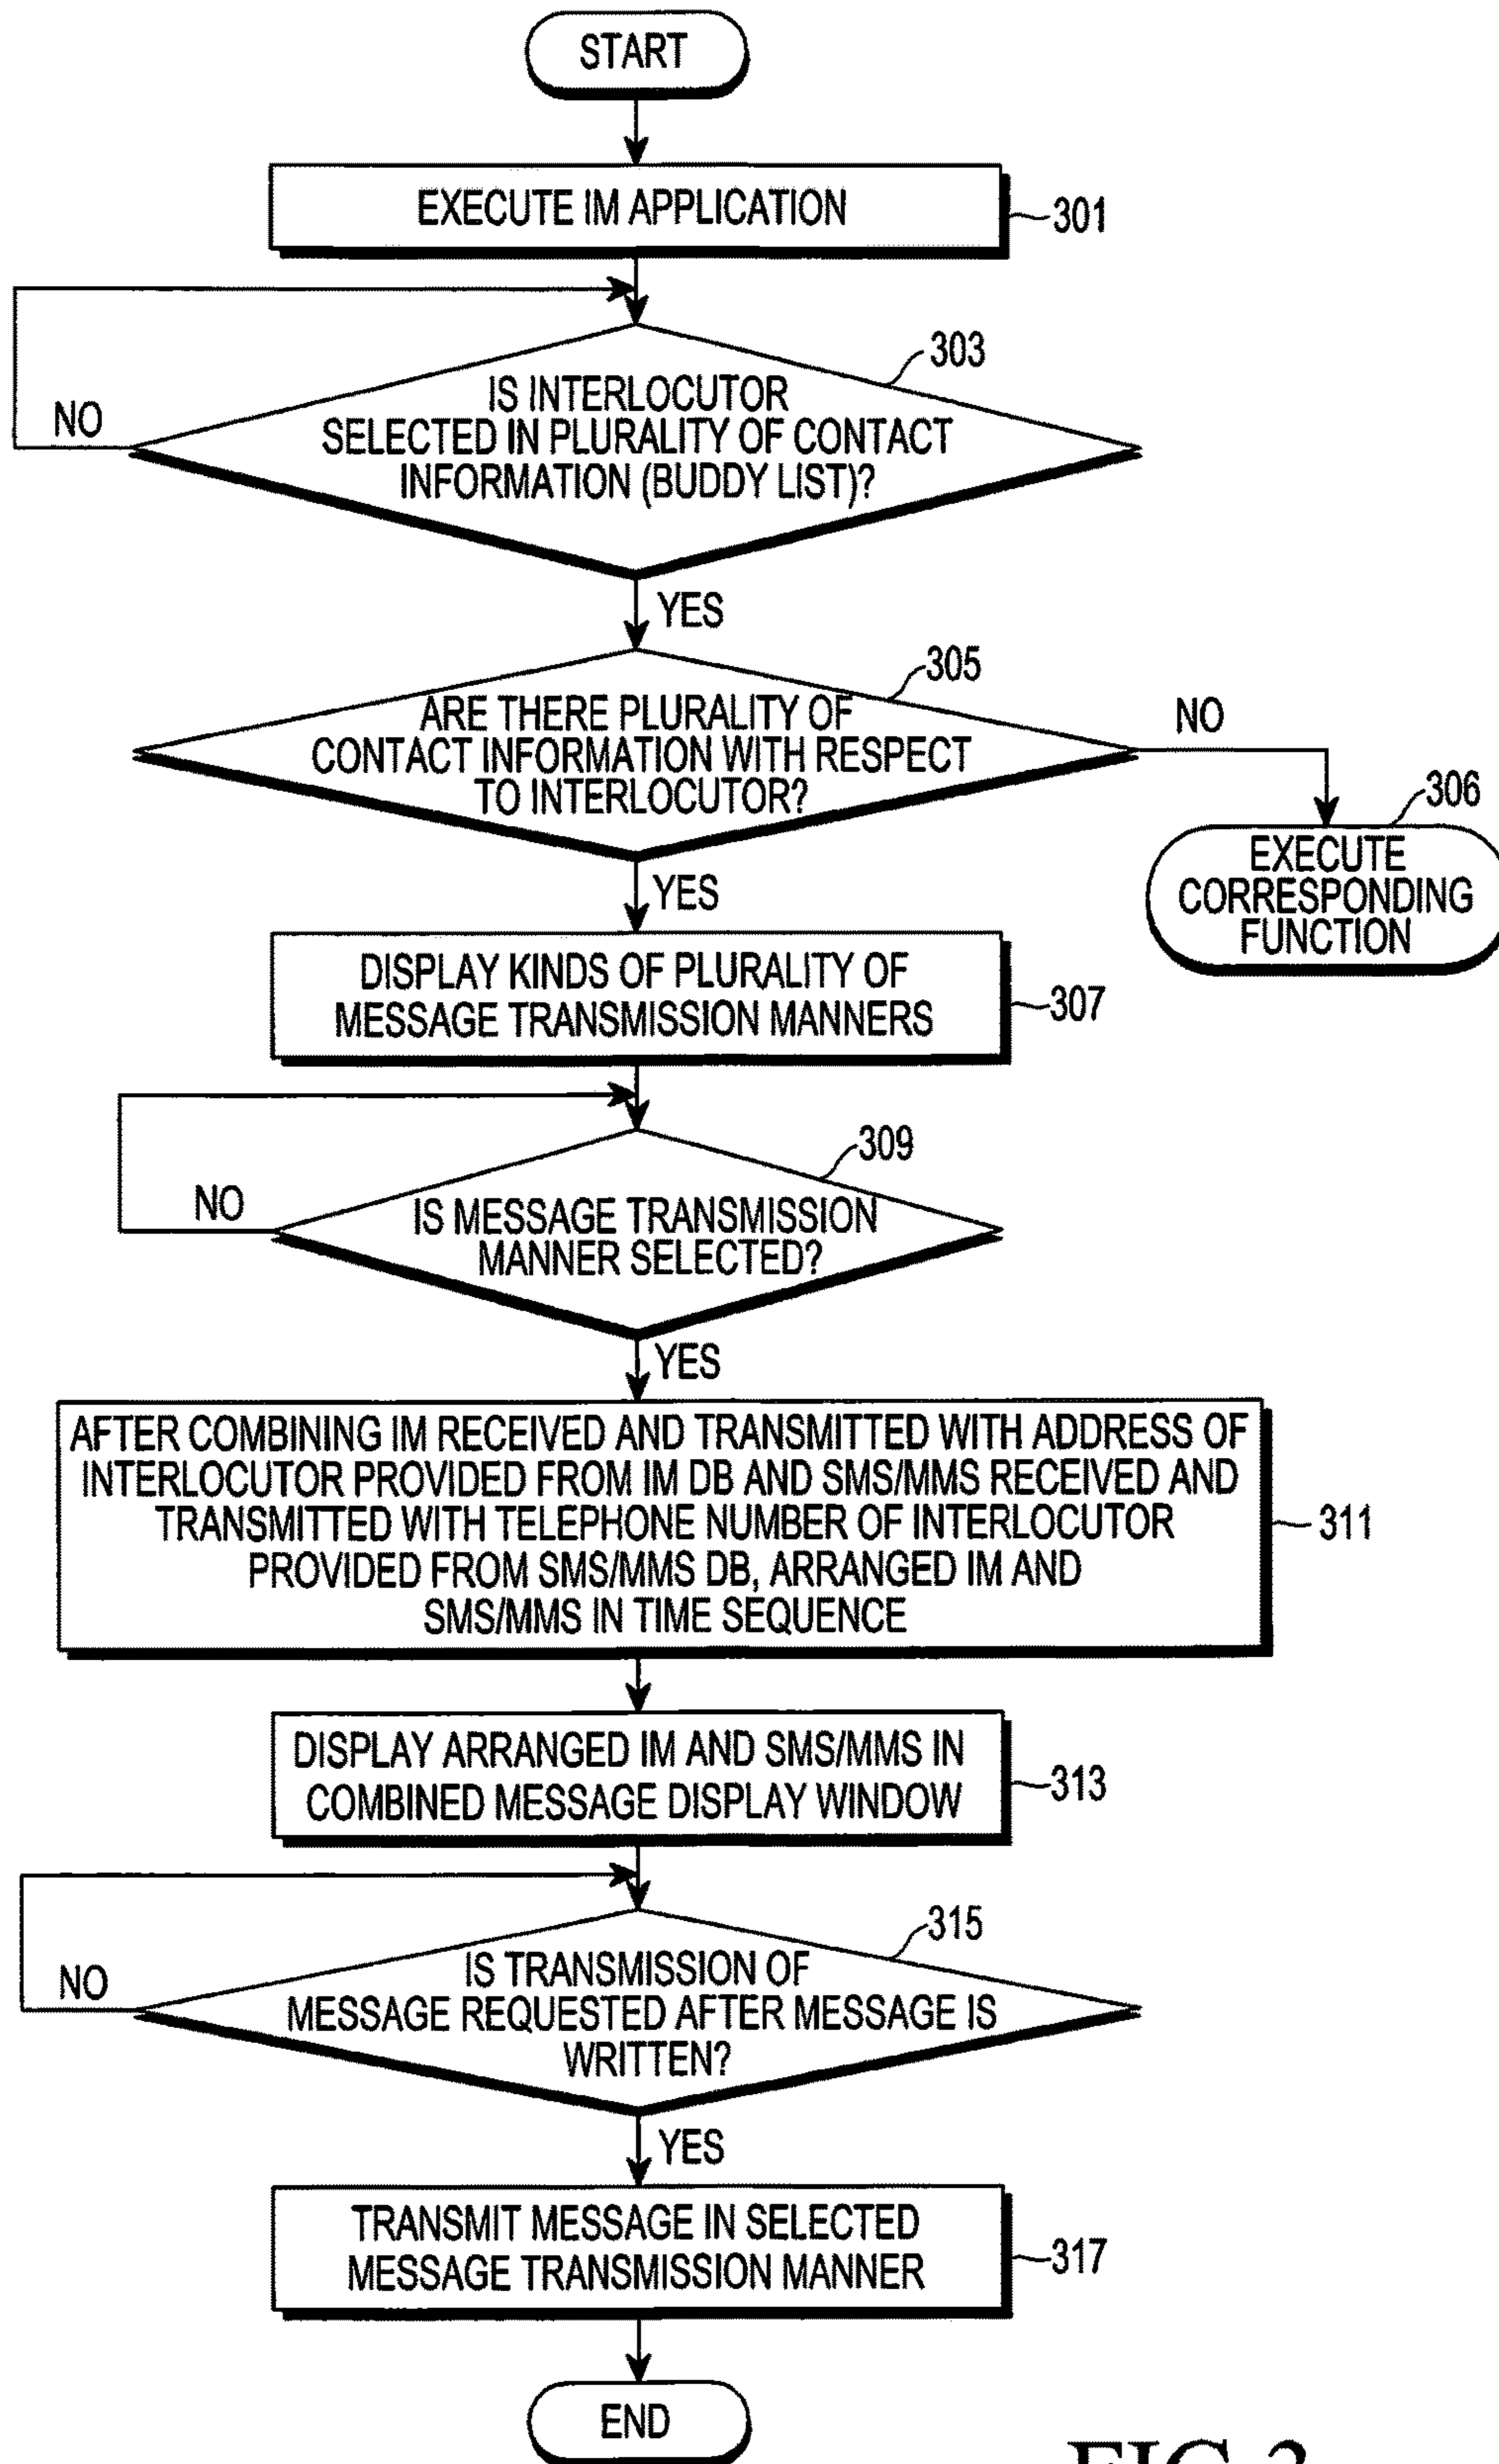 START
EXECUTE IM APPLICATION
301
303
IS INTERLOCUTOR
SELECTED IN PLURALITY OF CONTACT
INFORMATION (BUDDY LIST)?
NO
YES
305
ARE THERE PLURALITY OF
CONTACT INFORMATION WITH RESPECT
TO INTERLOCUTOR?
NO
306
EXECUTE
CORRESPONDING
FUNCTION
YES
DISPLAY KINDS OF PLURALITY OF
MESSAGE TRANSMISSION MANNERS
307
309
NO
IS MESSAGE TRANSMISSION
MANNER SELECTED?
YES
AFTER COMBINING IM RECEIVED AND TRANSMITTED WITH ADDRESS OF
INTERLOCUTOR PROVIDED FROM IM DB AND SMS/MMS RECEIVED AND
TRANSMITTED WITH TELEPHONE NUMBER OF INTERLOCUTOR
PROVIDED FROM SMS/MMS DB, ARRANGED IM AND
SMS/MMS IN TIME SEQUENCE
311
DISPLAY ARRANGED IM AND SMS/MMS IN
COMBINED MESSAGE DISPLAY WINDOW
313
315
NO
IS TRANSMISSION OF
MESSAGE REQUESTED AFTER MESSAGE IS
WRITTEN?
YES
TRANSMIT MESSAGE IN SELECTED
MESSAGE TRANSMISSION MANNER
317
END
FIG. 3